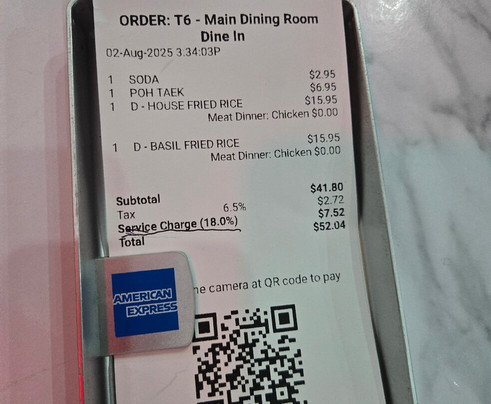 ORDER: T6 - Main Dining Room
Dine In
02-Aug-2025 3:34:03P
1 SODA $2.95
1 POH TAEK $6.95
1 D - HOUSE FRIED RICE $15.95
Meat Dinner: Chicken $0.00
1 D - BASIL FRIED RICE $15.95
Meat Dinner: Chicken $0.00
Subtotal $41.80
Tax 6.5% $2.72
Service Charge (18.0%) $7.52
Total $52.04
camera at QR code to pay
AMERICAN
EXPRESS